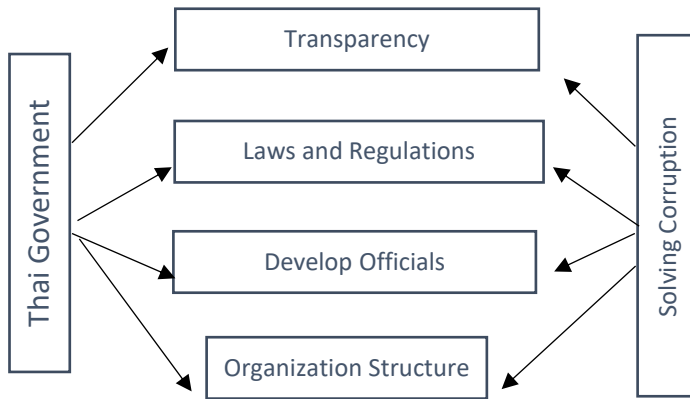 Thai Government
Transparency
Laws and Regulations
Develop Officials
Organization Structure
Solving Corruption